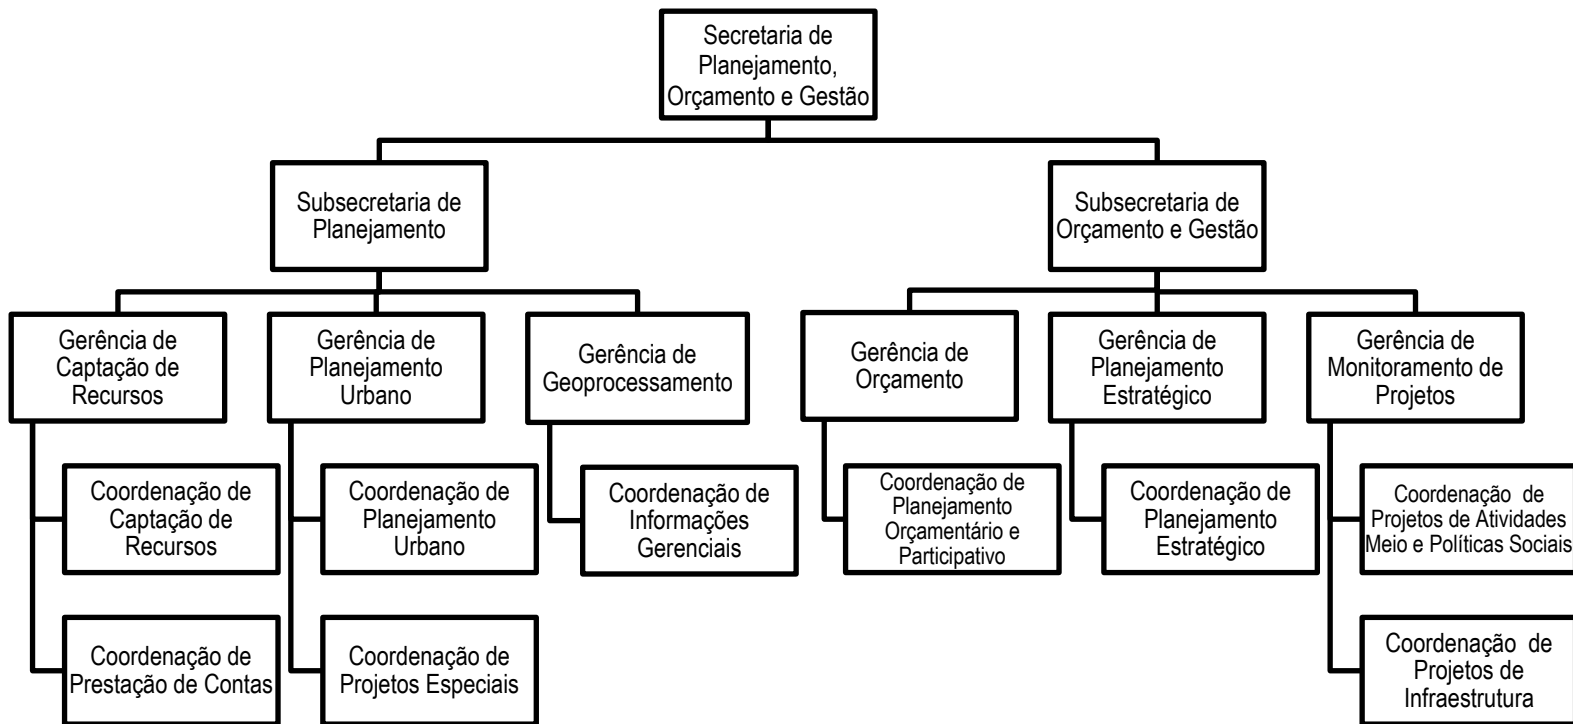 Secretaria de
Planejamento,
Orçamento e Gestão
Subsecretaria de
Planejamento
Subsecretaria de
Orçamento e Gestão
Gerência de
Captação de
Recursos
Gerência de
Planejamento
Urbano
Gerência de
Geoprocessamento
Gerência de
Orçamento
Gerência de
Planejamento
Estratégico
Gerência de
Monitoramento de
Projetos
Coordenação de
Captação de
Recursos
Coordenação de
Planejamento
Urbano
Coordenação de
Informações
Gerenciais
Coordenação de
Planejamento
Orçamentário e
Participativo
Coordenação de
Planejamento
Estratégico
Coordenação de
Projetos de Atividades
Meio e Políticas Sociais
Coordenação de
Prestação de Contas
Coordenação de
Projetos Especiais
Coordenação de
Projetos de
Infraestrutura